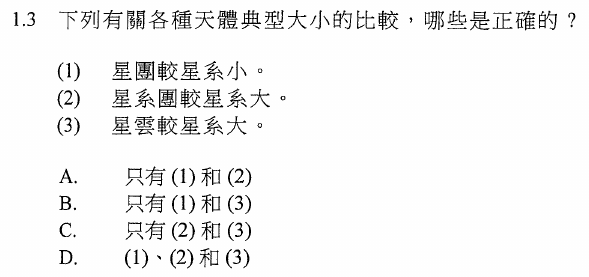 1.3 下列有關各種天體典型大小的比較，哪些是正確的？
(1) 星團較星系小。
(2) 星系團較星系大。
(3) 星雲較星系大。
A. 只有 (1) 和 (2)
B. 只有 (1) 和 (3)
C. 只有 (2) 和 (3)
D. (1)、(2) 和 (3)